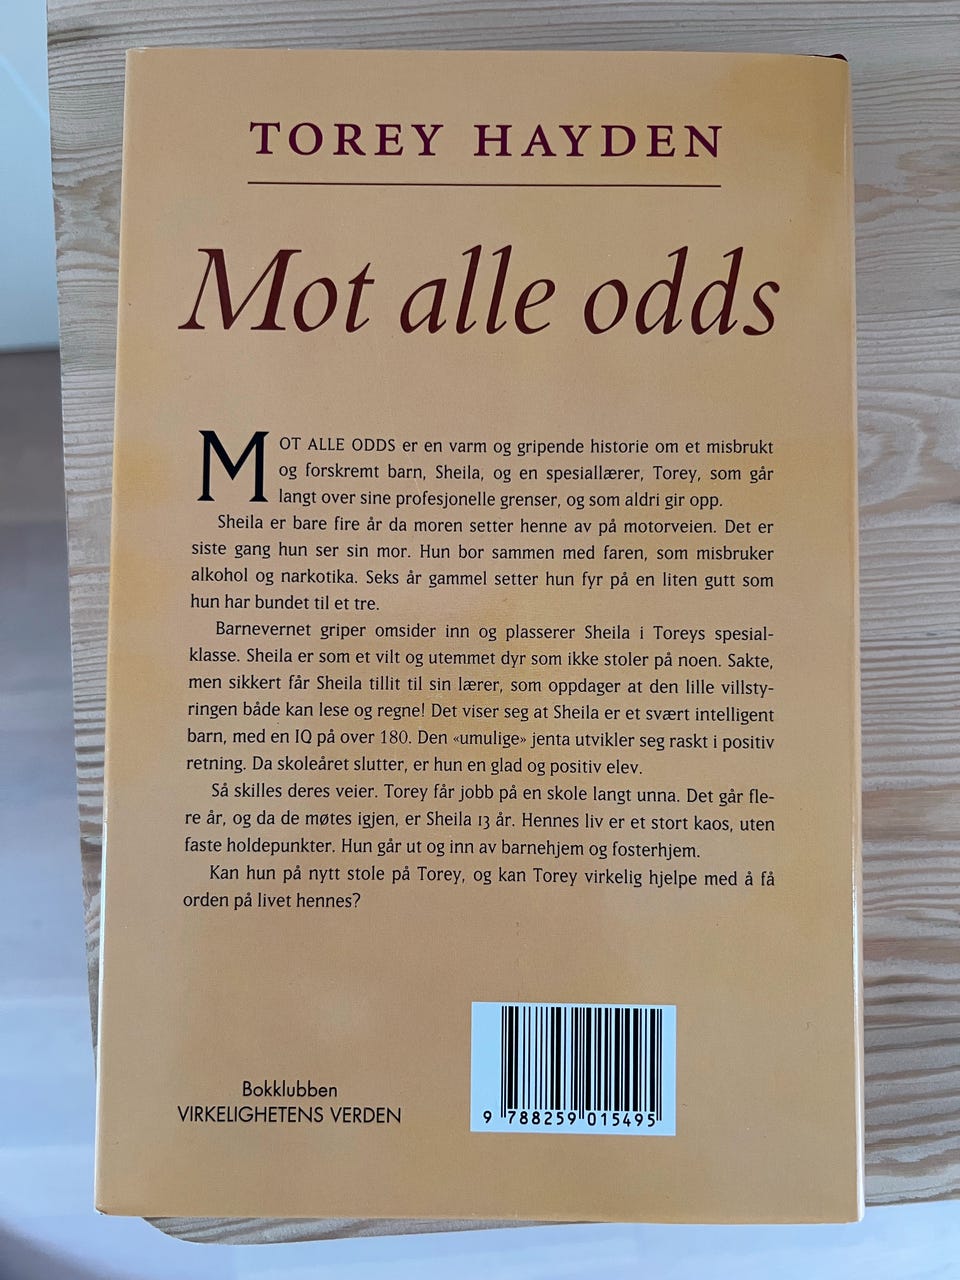 TOREY HAYDEN
Mot alle odds
MOT ALLE ODDS er en varm og gripende historie om et misbrukt
og forskremt barn, Sheila, og en spesiallærer, Torey, som går
langt over sine profesjonelle grenser, og som aldri gir opp.
Sheila er bare fire år da moren setter henne av på motorveien. Det er
siste gang hun ser sin mor. Hun bor sammen med faren, som misbruker
alkohol og narkotika. Seks år gammel setter hun fyr på en liten gutt som
hun har bundet til et tre.
Barnevernet griper omsider inn og plasserer Sheila i Toreys spesial-
klasse. Sheila er som et vilt og utemmet dyr som ikke stoler på noen. Sakte,
men sikkert får Sheila tillit til sin lærer, som oppdager at den lille villsty-
ringen både kan lese og regne! Det viser seg at Sheila er et svært intelligent
barn, med en IQ på over 180. Den «umulige» jenta utvikler seg raskt i positiv
retning. Da skoleåret slutter, er hun en glad og positiv elev.
Så skilles deres veier. Torey får jobb på en skole langt unna. Det går fle-
re år, og da de møtes igjen, er Sheila 13 år. Hennes liv er et stort kaos, uten
faste holdepunkter. Hun går ut og inn av barnehjem og fosterhjem.
Kan hun på nytt stole på Torey, og kan Torey virkelig hjelpe med å få
orden på livet hennes?
Bokklubben
VIRKELIGHETENS VERDEN
9 788259 015495